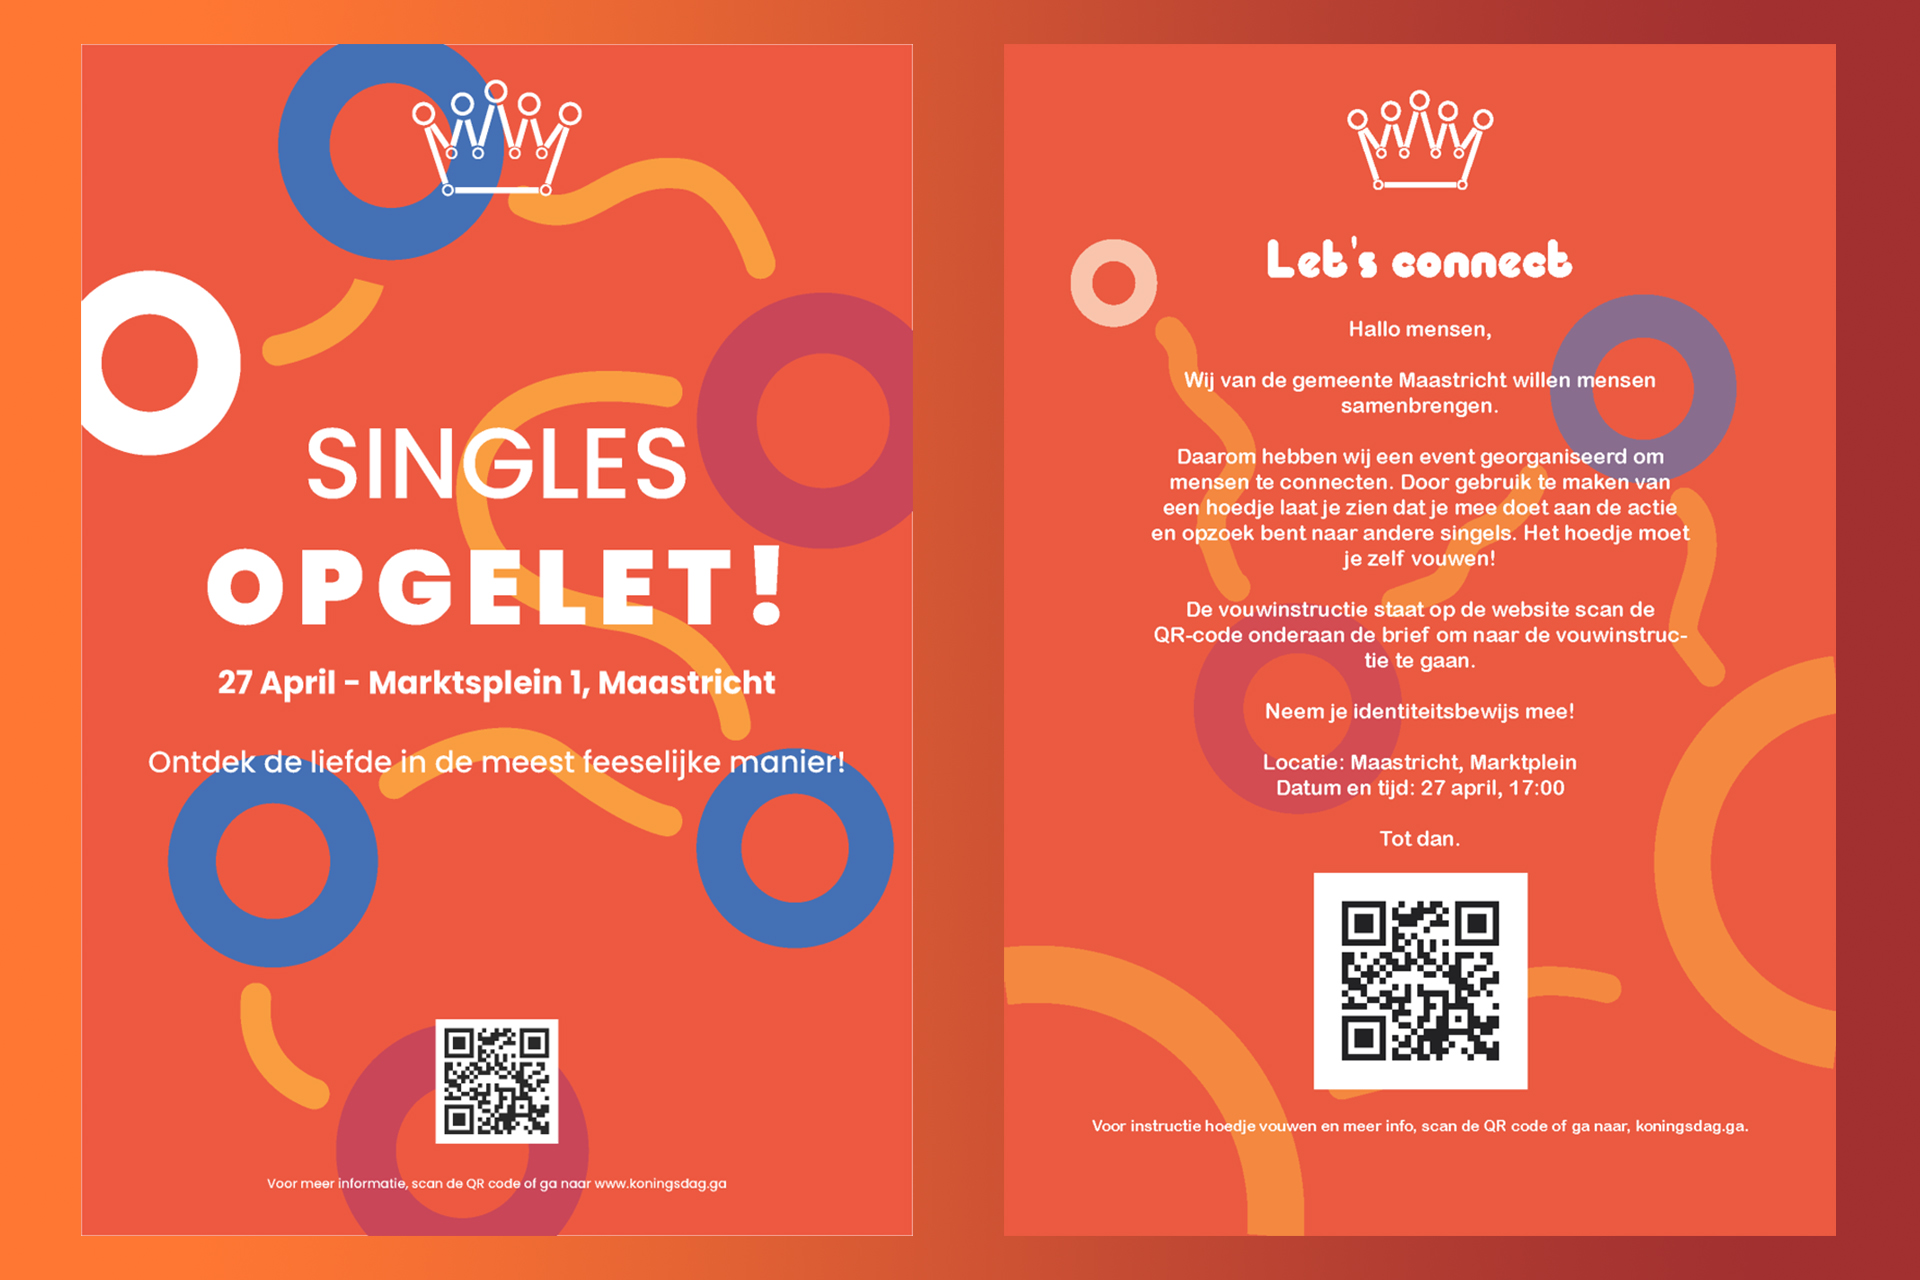 SINGLES
OPGELET!
27 April - Marktsplein 1, Maastricht
Ontdek de liefde in de meest feeselijke manier!
Voor meer informatie, scan de QR code of ga naar www.koningsdag.ga
Let's connect
Hallo mensen,
Wij van de gemeente Maastricht willen mensen
samenbrengen.
Daarom hebben wij een event georganiseerd om
mensen te connecten. Door gebruik te maken van
een hoedje laat je zien dat je mee doet aan de actie
en opzoek bent naar andere singels. Het hoedje moet
je zelf vouwen!
De vouwinstructie staat op de website scan de
QR-code onderaan de brief om naar de vouwinstruc-
tie te gaan.
Neem je identiteitsbewijs mee!
Locatie: Maastricht, Marktplein
Datum en tijd: 27 april, 17:00
Tot dan.
Voor instructie hoedje vouwen en meer info, scan de QR code of ga naar, koningsdag.ga.